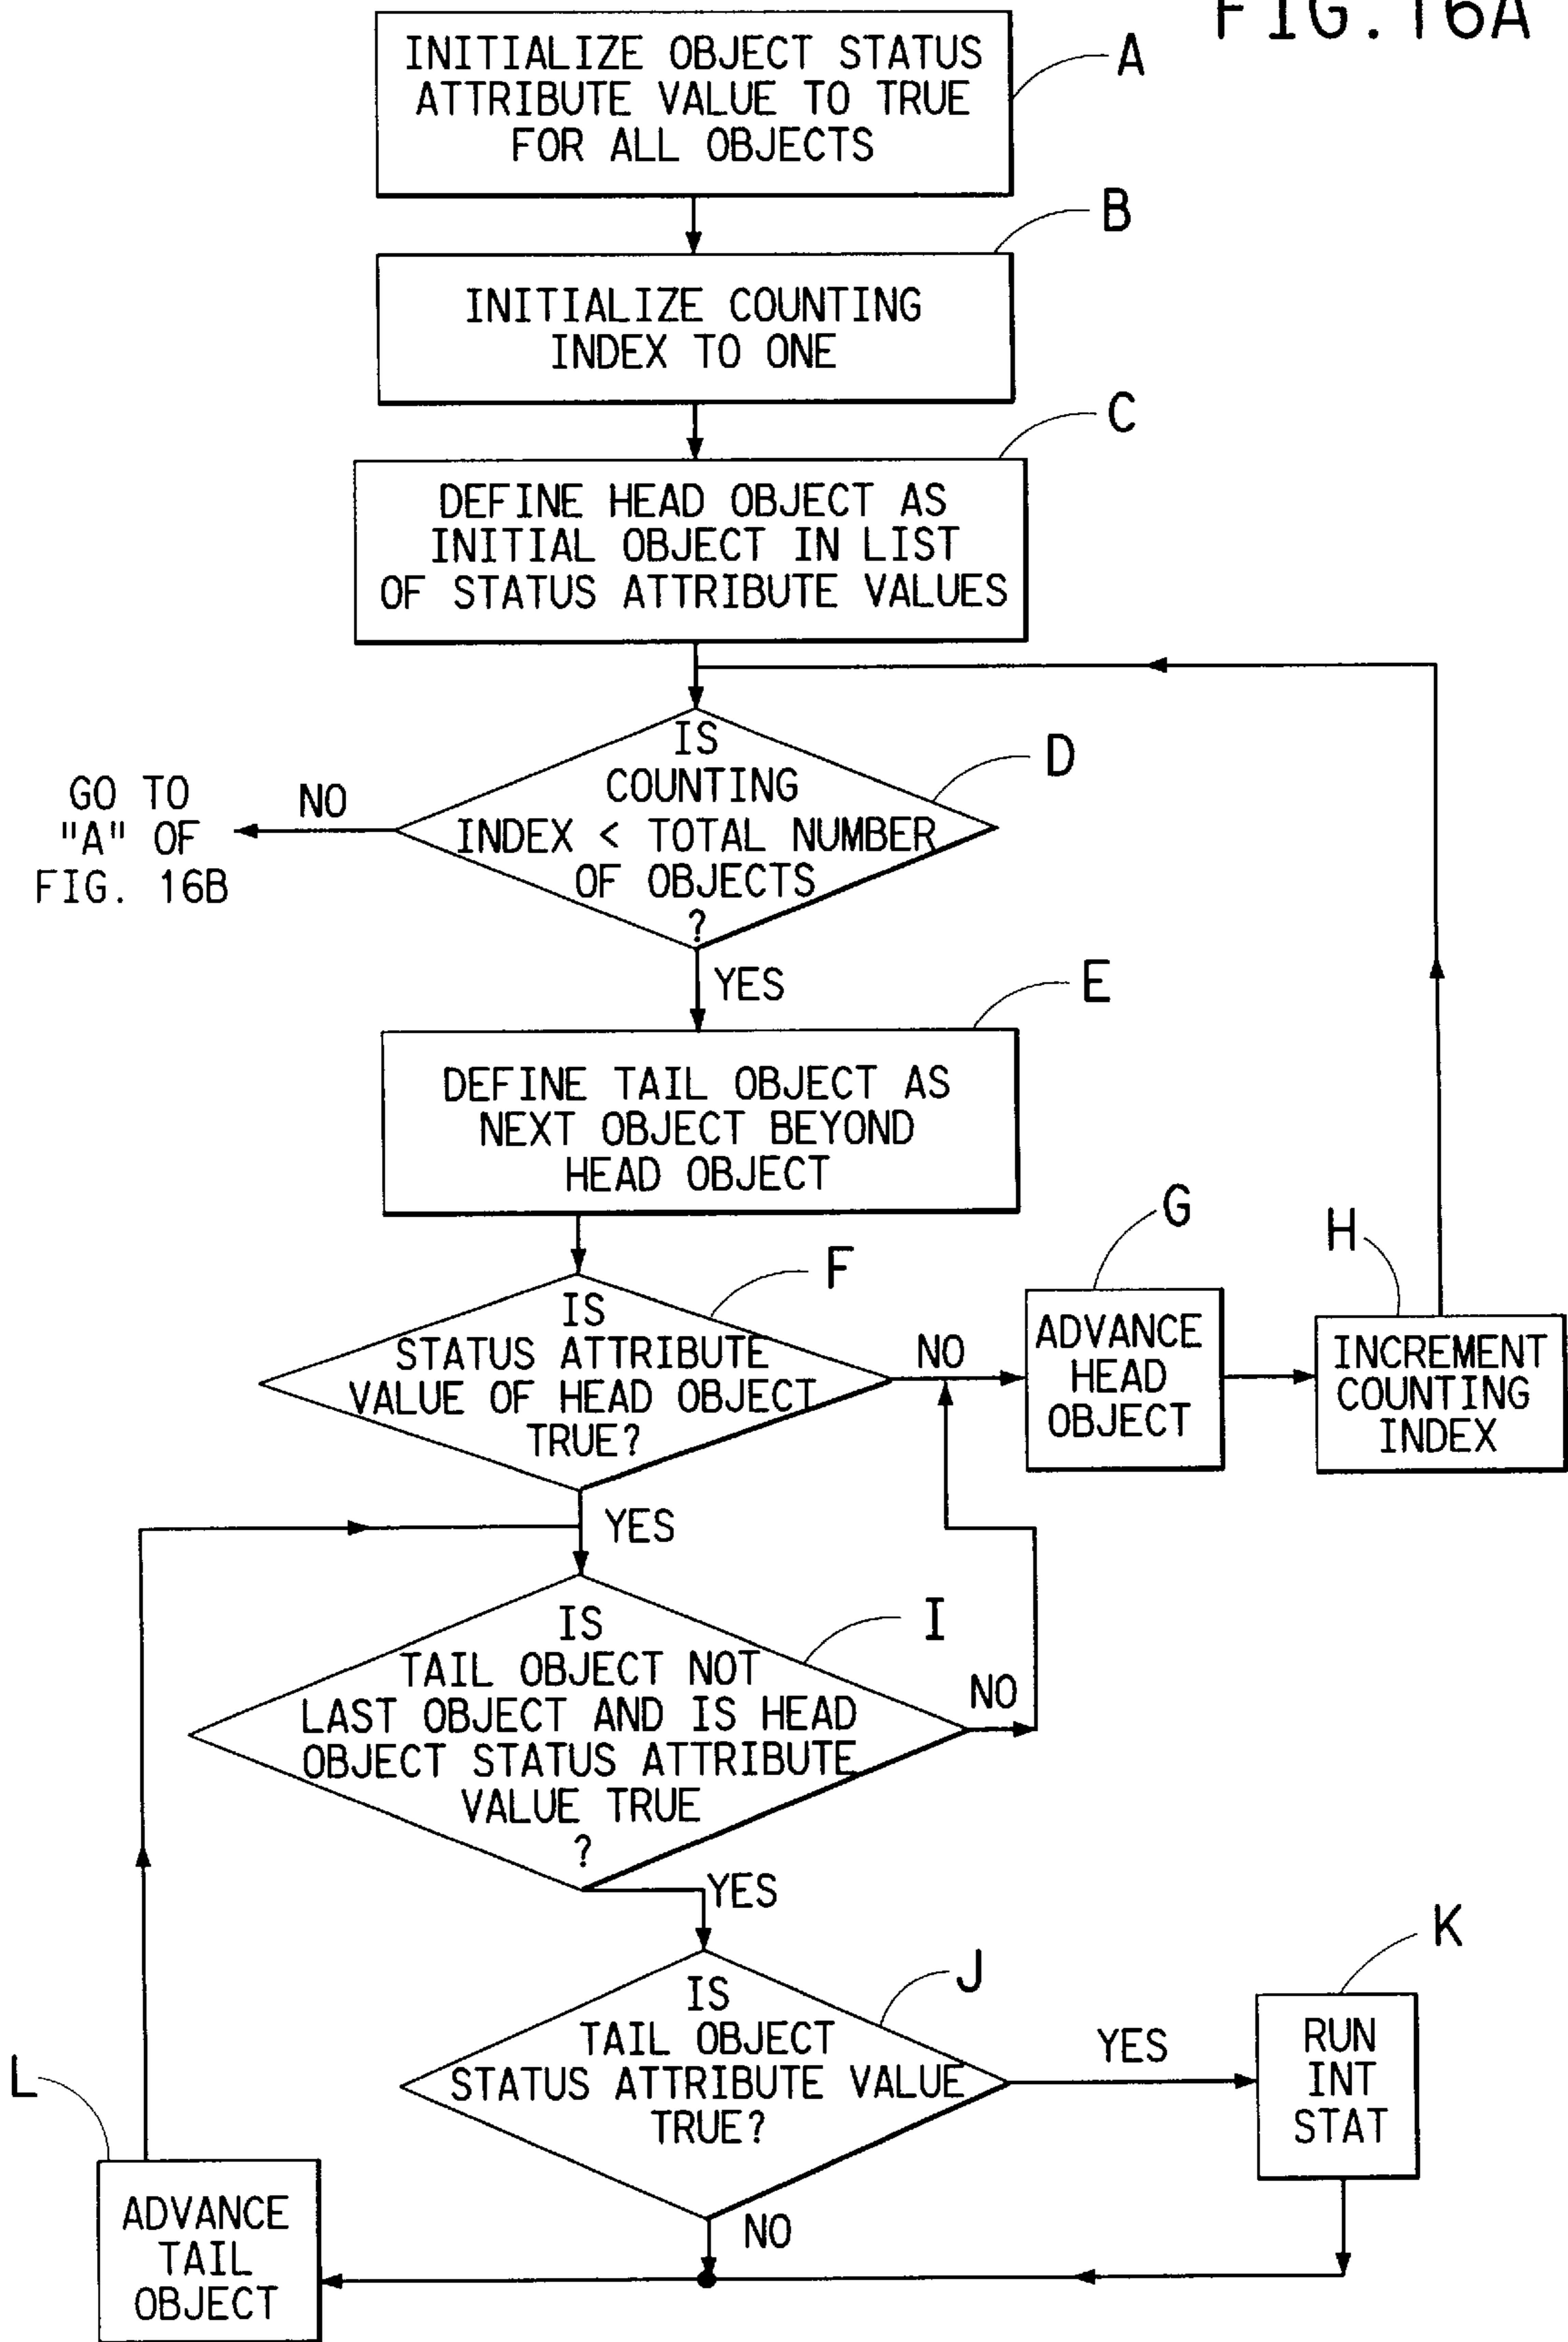 FIG. 16A
INITIALIZE OBJECT STATUS
ATTRIBUTE VALUE TO TRUE
FOR ALL OBJECTS
A
INITIALIZE COUNTING
INDEX TO ONE
B
DEFINE HEAD OBJECT AS
INITIAL OBJECT IN LIST
OF STATUS ATTRIBUTE VALUES
C
IS
COUNTING
INDEX < TOTAL NUMBER
OF OBJECTS
?
D
NO
GO TO
"A" OF
FIG. 16B
YES
DEFINE TAIL OBJECT AS
NEXT OBJECT BEYOND
HEAD OBJECT
E
IS
STATUS ATTRIBUTE
VALUE OF HEAD OBJECT
TRUE?
F
NO
ADVANCE
HEAD
OBJECT
G
INCREMENT
COUNTING
INDEX
H
YES
IS
TAIL OBJECT NOT
LAST OBJECT AND IS HEAD
OBJECT STATUS ATTRIBUTE
VALUE TRUE
?
I
NO
YES
IS
TAIL OBJECT
STATUS ATTRIBUTE VALUE
TRUE?
J
YES
RUN
INT
STAT
K
NO
ADVANCE
TAIL
OBJECT
L